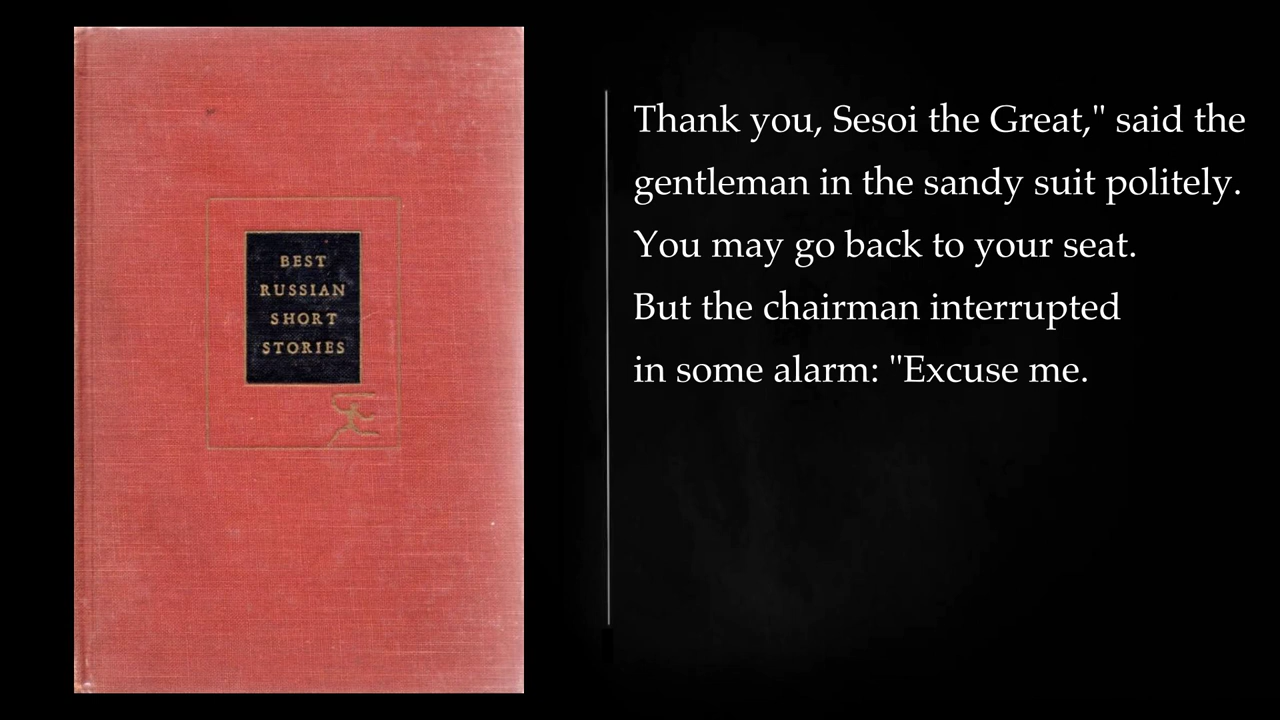 BEST
RUSSIAN
SHORT
STORIES
Thank you, Sesoi the Great," said the
gentleman in the sandy suit politely.
You may go back to your seat.
But the chairman interrupted
in some alarm: "Excuse me.